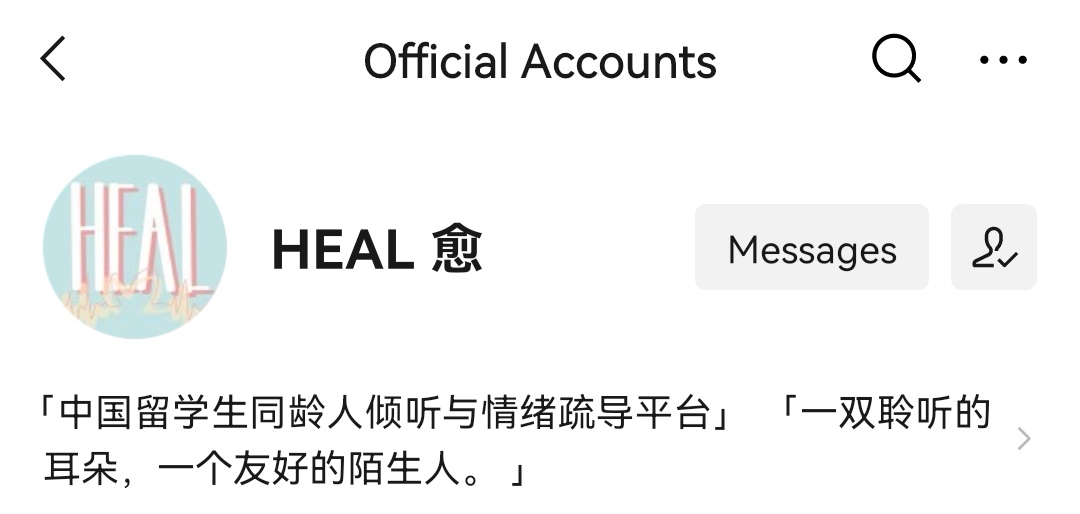 Official Accounts
HEAL
HEAL 愈
Messages
「中国留学生同龄人倾听与情绪疏导平台」 「一双聆听的
耳朵，一个友好的陌生人。」